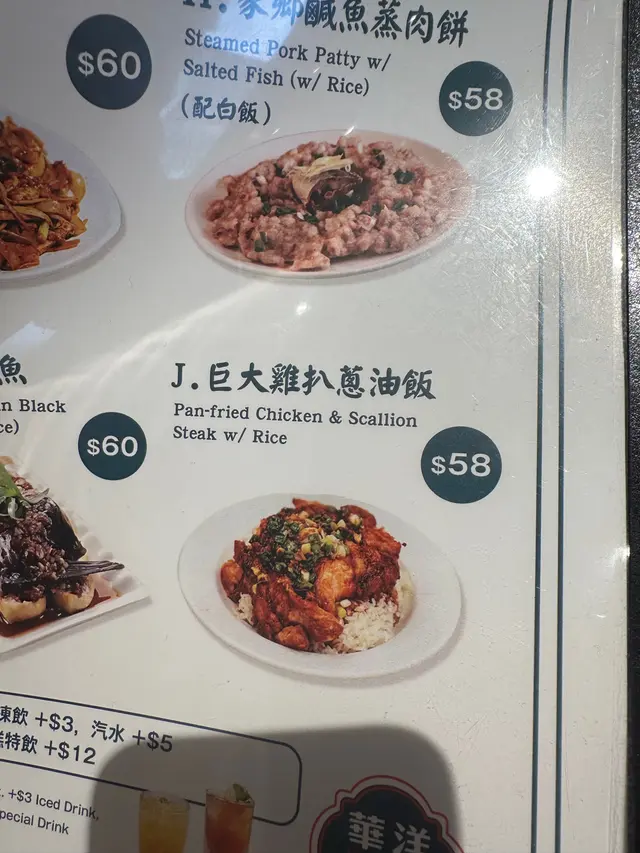 $60
H.家鄉鹹魚蒸肉餅
Steamed Pork Patty w/
Salted Fish (w/ Rice)
(配白飯)
$58
魚
n Black
ce)
$60
J.巨大雞扒蔥油飯
Pan-fried Chicken & Scallion
Steak w/ Rice
$58
凍飲 +$3, 汽水 +$5
特飲 +$12
. +$3 Iced Drink,
pecial Drink
華洋